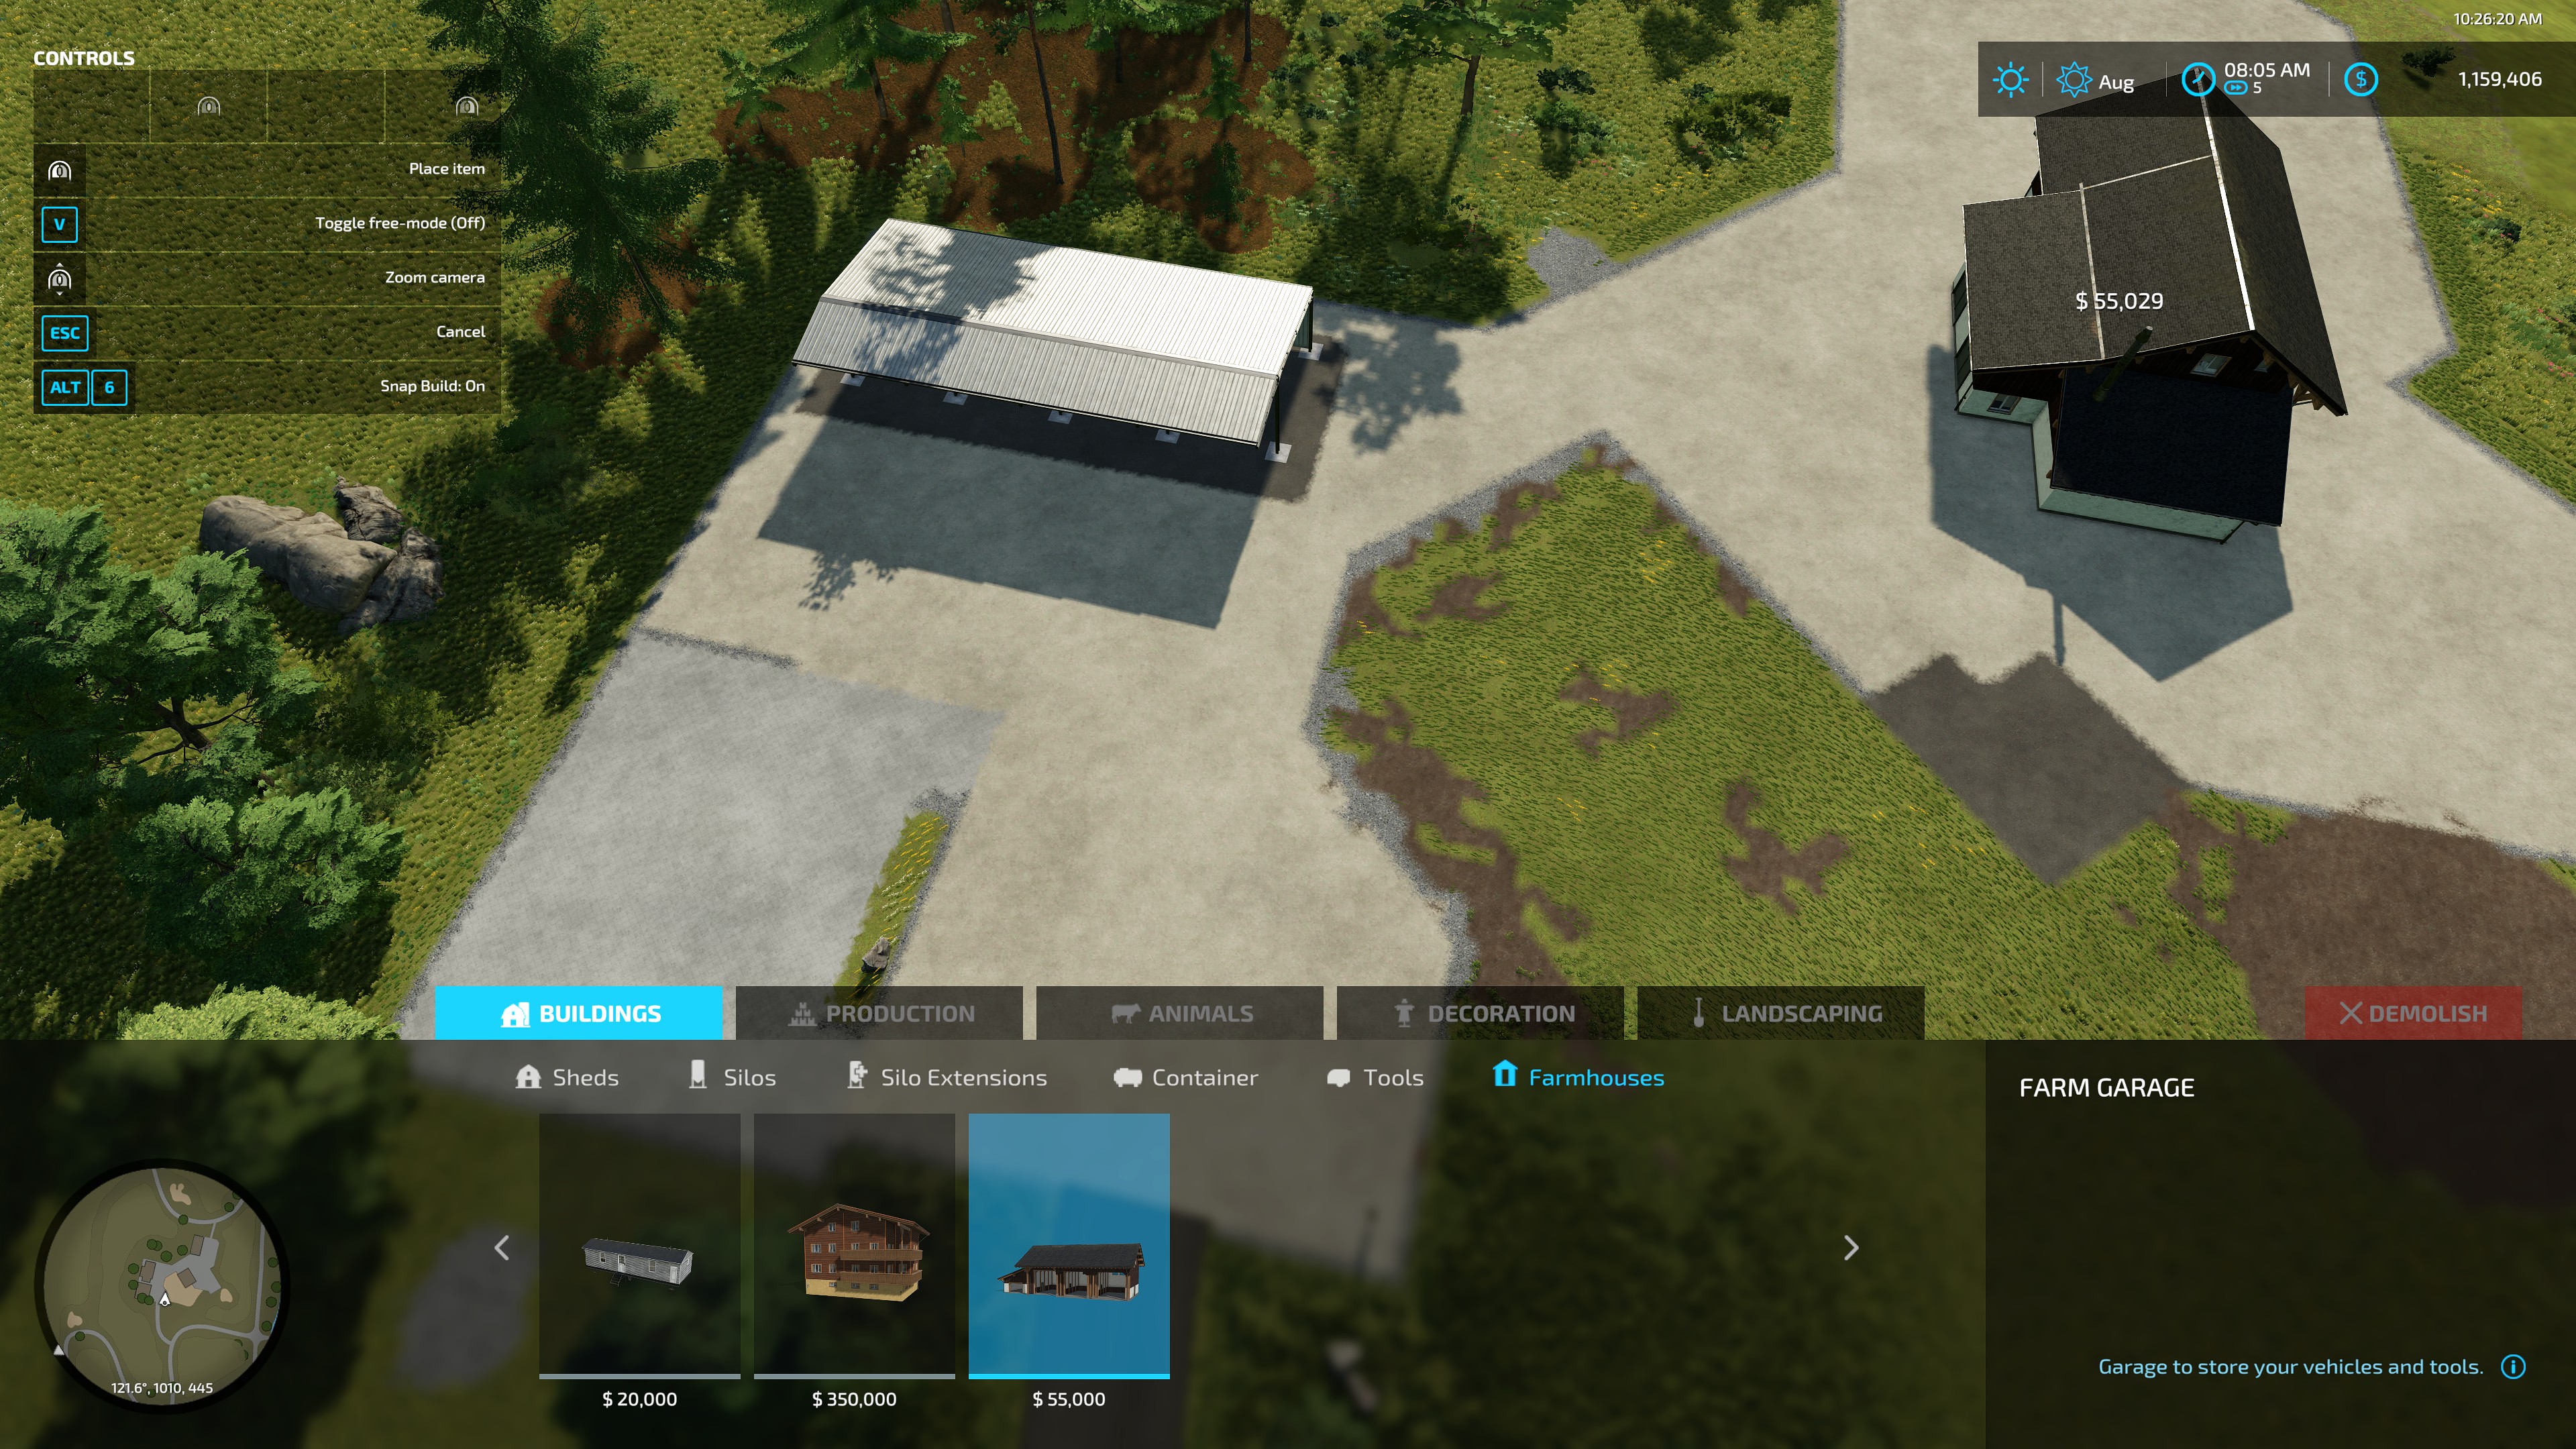 10:26:20 AM
CONTROLS
Place item
V Toggle free-mode (Off)
Zoom camera
ESC Cancel
ALT 6 Snap Build: On
Aug
08:05 AM
5
$ 1,159,406
$ 55,029
BUILDINGS PRODUCTION ANIMALS DECORATION LANDSCAPING DEMOLISH
Sheds Silos Silo Extensions Container Tools Farmhouses
FARM GARAGE
Garage to store your vehicles and tools. i
121.6°, 1010, 445
$ 20,000 $ 350,000 $ 55,000